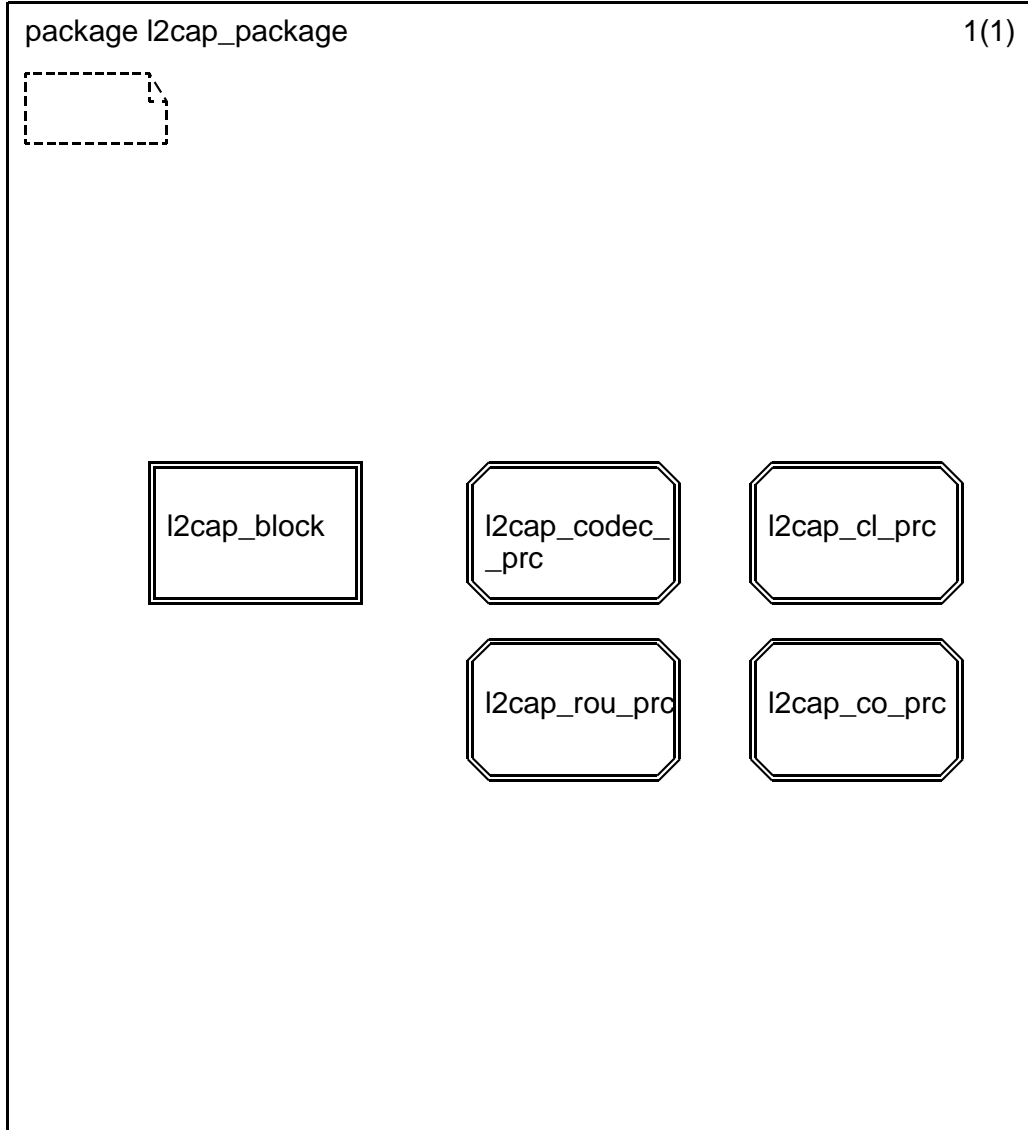 package l2cap_package
1(1)
l2cap_block
l2cap_codec_
_prc
l2cap_cl_prc
l2cap_rou_prc
l2cap_co_prc